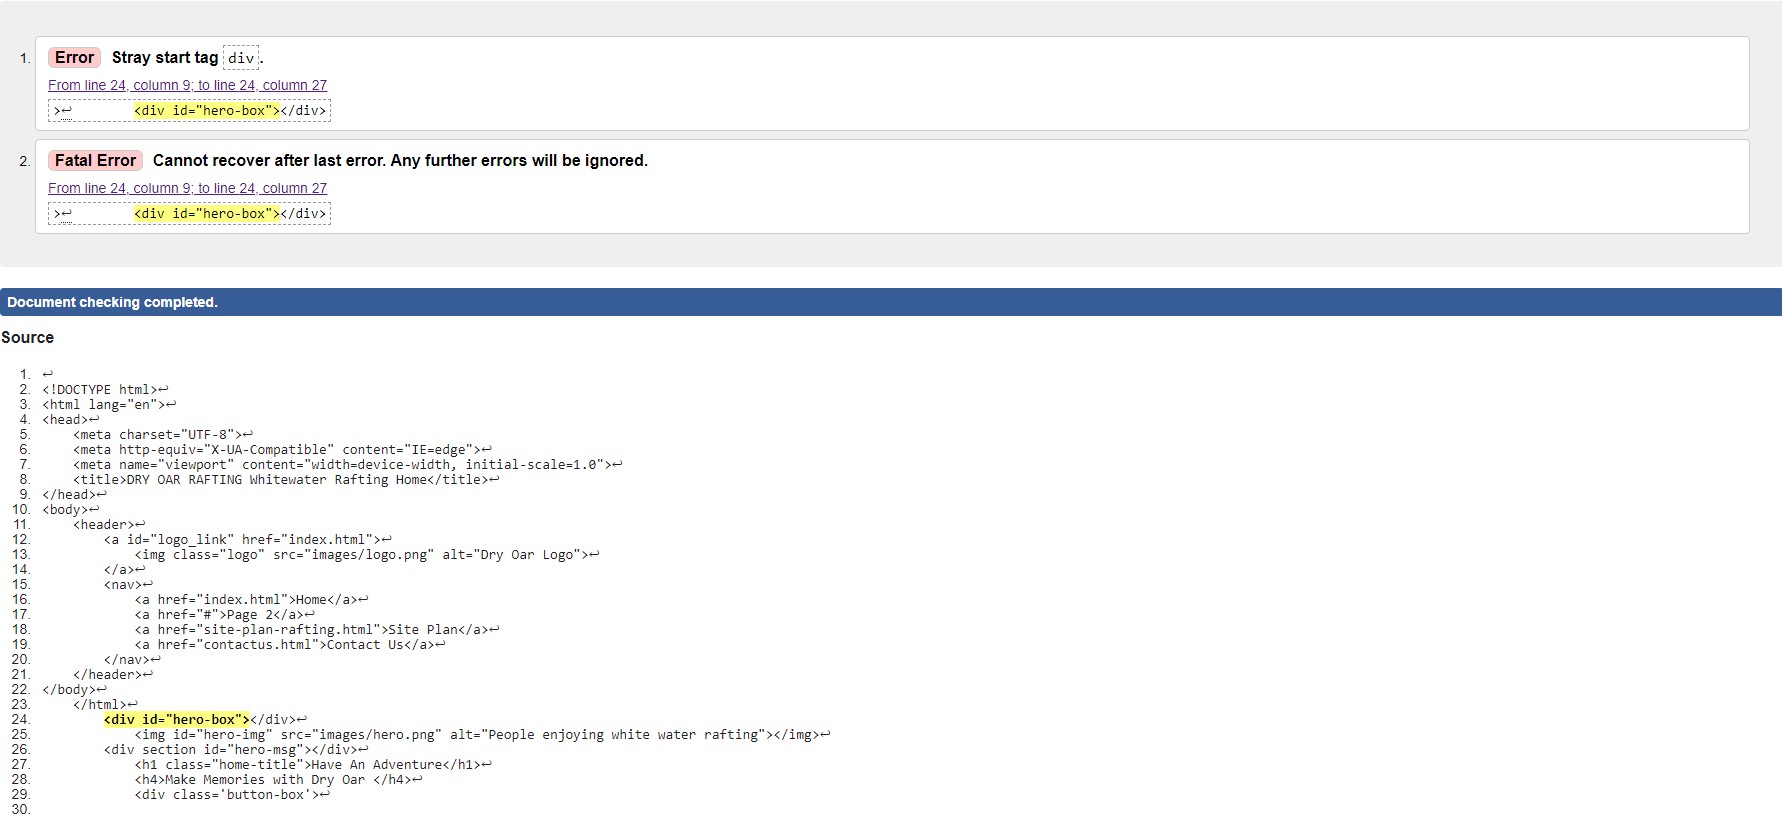 1. Error Stray start tag div.
From line 24, column 9; to line 24, column 27
>↩        <div id="hero-box"></div>
2. Fatal Error Cannot recover after last error. Any further errors will be ignored.
From line 24, column 9; to line 24, column 27
>↩        <div id="hero-box"></div>
Document checking completed.
Source
1. ↩
2. <!DOCTYPE html>↩
3. <html lang="en">↩
4. <head>↩
5.     <meta charset="UTF-8">↩
6.     <meta http-equiv="X-UA-Compatible" content="IE=edge">↩
7.     <meta name="viewport" content="width=device-width, initial-scale=1.0">↩
8.     <title>DRY OAR RAFTING Whitewater Rafting Home</title>↩
9. </head>↩
10. <body>↩
11.     <header>↩
12.         <a id="logo_link" href="index.html">↩
13.             <img class="logo" src="images/logo.png" alt="Dry Oar Logo">↩
14.         </a>↩
15.         <nav>↩
16.             <a href="index.html">Home</a>↩
17.             <a href="#">Page 2</a>↩
18.             <a href="site-plan-rafting.html">Site Plan</a>↩
19.             <a href="contactus.html">Contact Us</a>↩
20.         </nav>↩
21.     </header>↩
22. </body>↩
23.     </html>↩
24.         <div id="hero-box"></div>↩
25.             <img id="hero-img" src="images/hero.png" alt="People enjoying white water rafting"></img>↩
26.         <div section id="hero-msg"></div>↩
27.             <h1 class="home-title">Have An Adventure</h1>↩
28.             <h4>Make Memories with Dry Oar </h4>↩
29.             <div class='button-box'>↩
30.